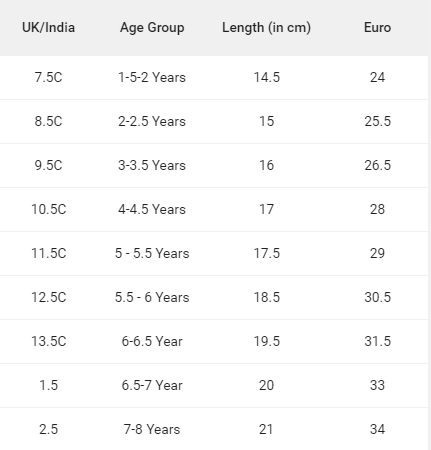 UK/India Age Group Length (in cm) Euro
7.5C 1-5-2 Years 14.5 24
8.5C 2-2.5 Years 15 25.5
9.5C 3-3.5 Years 16 26.5
10.5C 4-4.5 Years 17 28
11.5C 5 - 5.5 Years 17.5 29
12.5C 5.5 - 6 Years 18.5 30.5
13.5C 6-6.5 Year 19.5 31.5
1.5 6.5-7 Year 20 33
2.5 7-8 Years 21 34